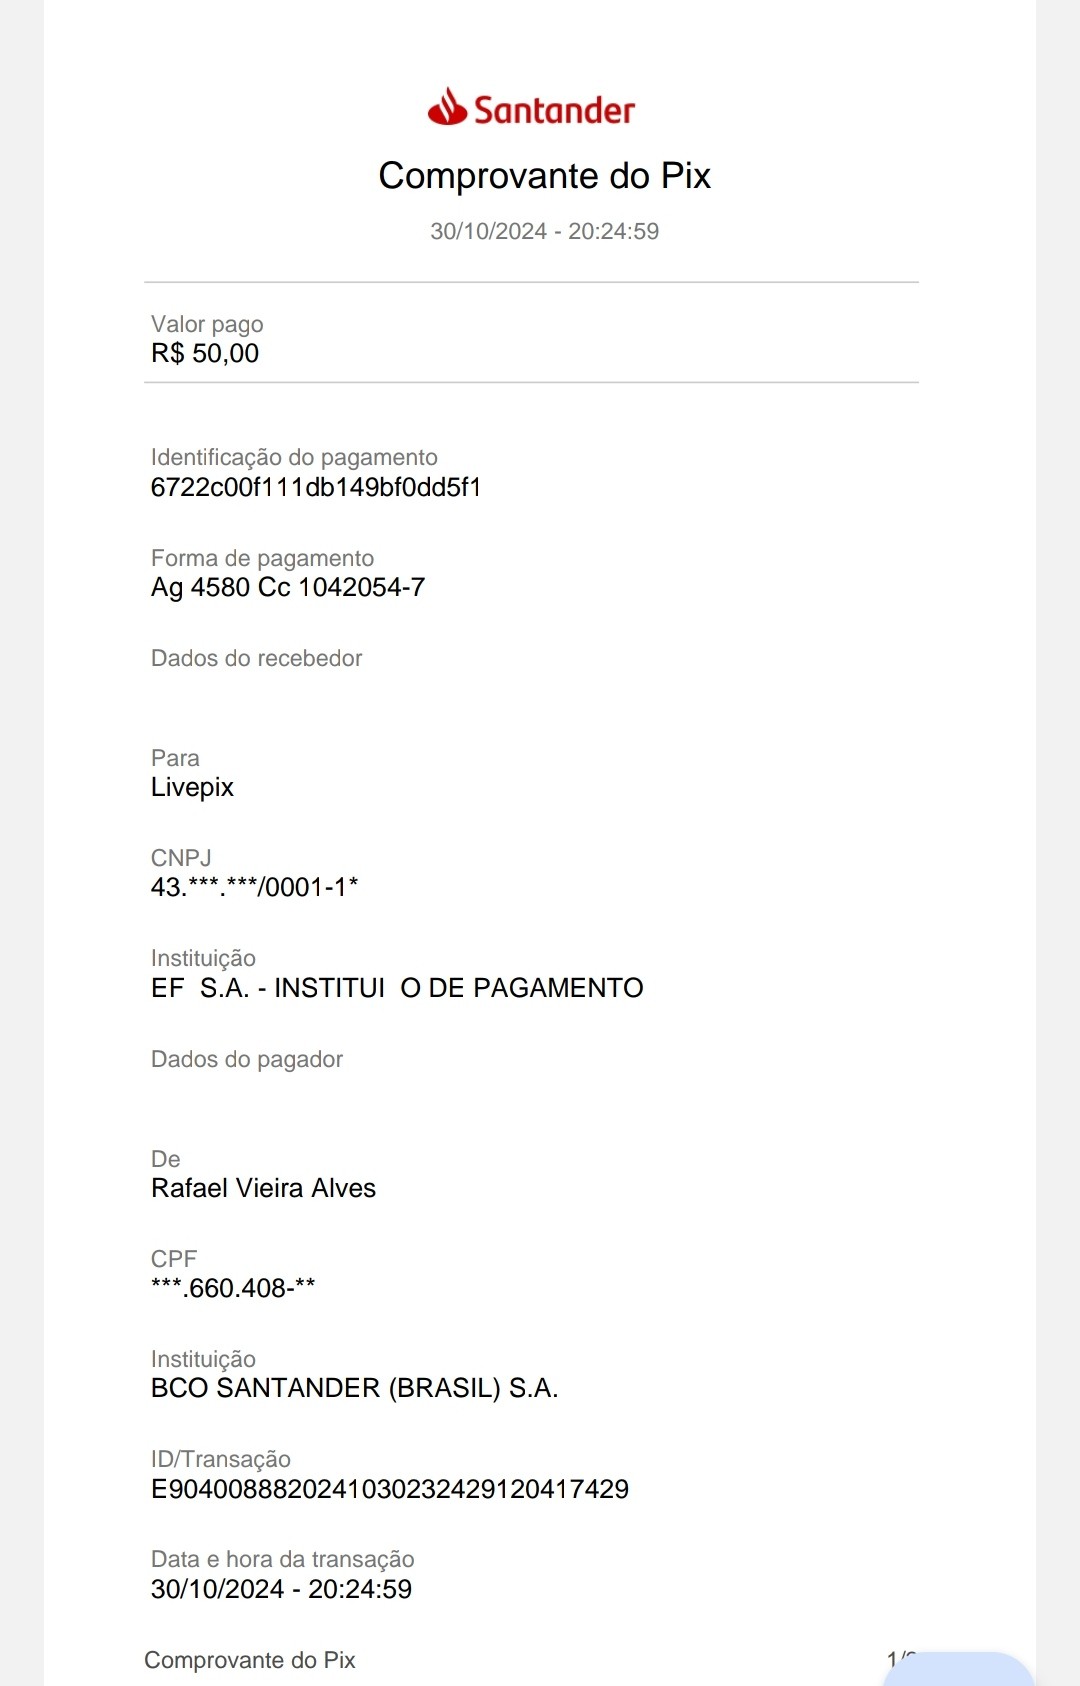 Santander
Comprovante do Pix
30/10/2024 - 20:24:59
Valor pago
R$ 50,00
Identificação do pagamento
6722c00f111db149bf0dd5f1
Forma de pagamento
Ag 4580 Cc 1042054-7
Dados do recebedor
Para
Livepix
CNPJ
43.***.***/0001-1*
Instituição
EF  S.A. - INSTITUI  O DE PAGAMENTO
Dados do pagador
De
Rafael Vieira Alves
CPF
***.660.408-**
Instituição
BCO SANTANDER (BRASIL) S.A.
ID/Transação
E9040088820241030232429120417429
Data e hora da transação
30/10/2024 - 20:24:59
Comprovante do Pix
1/